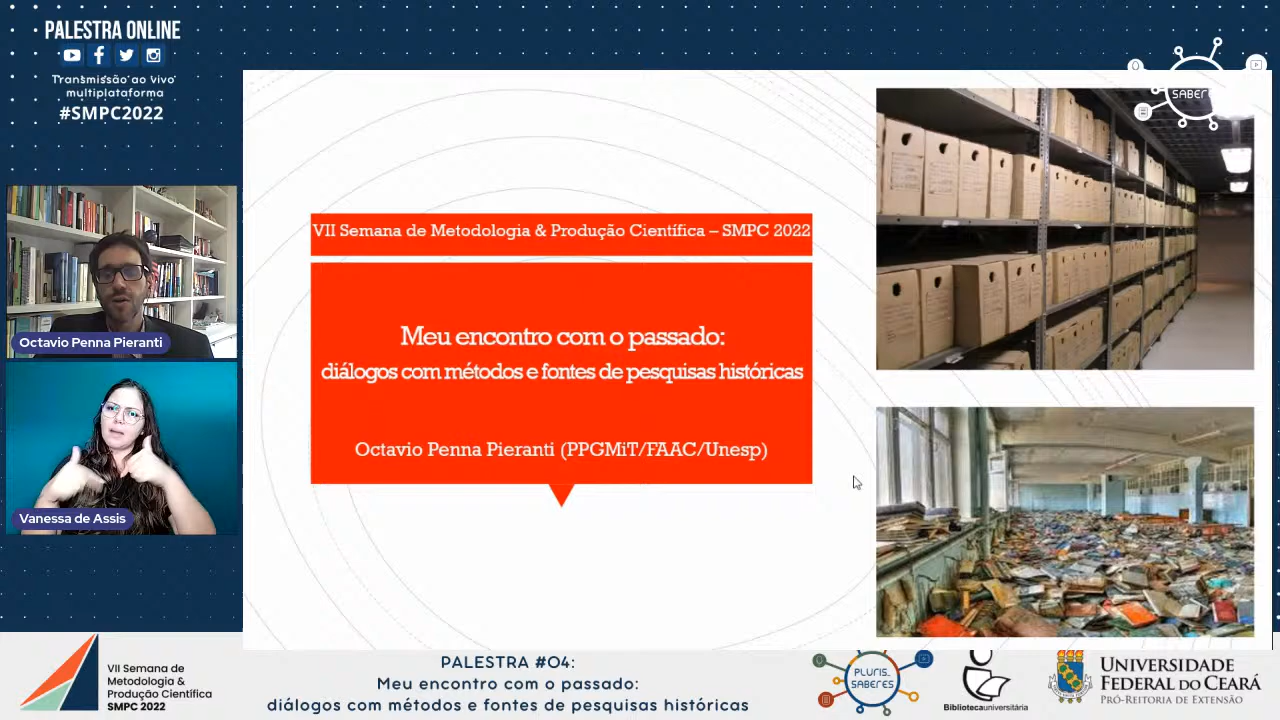 PALESTRA ONLINE
Transmissão ao vivo
multiplataforma
#SMPC2022
SABERES
Octavio Penna Pieranti
Vanessa de Assis
VII Semana de Metodologia & Produção Científica – SMPC 2022
Meu encontro com o passado:
diálogos com métodos e fontes de pesquisas históricas
Octavio Penna Pieranti (PPGMiT/FAAC/Unesp)
VII Semana de
Metodologia &
Produção Científica
SMPC 2022
PALESTRA #04:
Meu encontro com o passado:
diálogos com métodos e fontes de pesquisas históricas
PLURIS_
SABERES
Bibliotecauniversitária
UNIVERSIDADE
FEDERAL DO CEARÁ
PRÓ-REITORIA DE EXTENSÃO